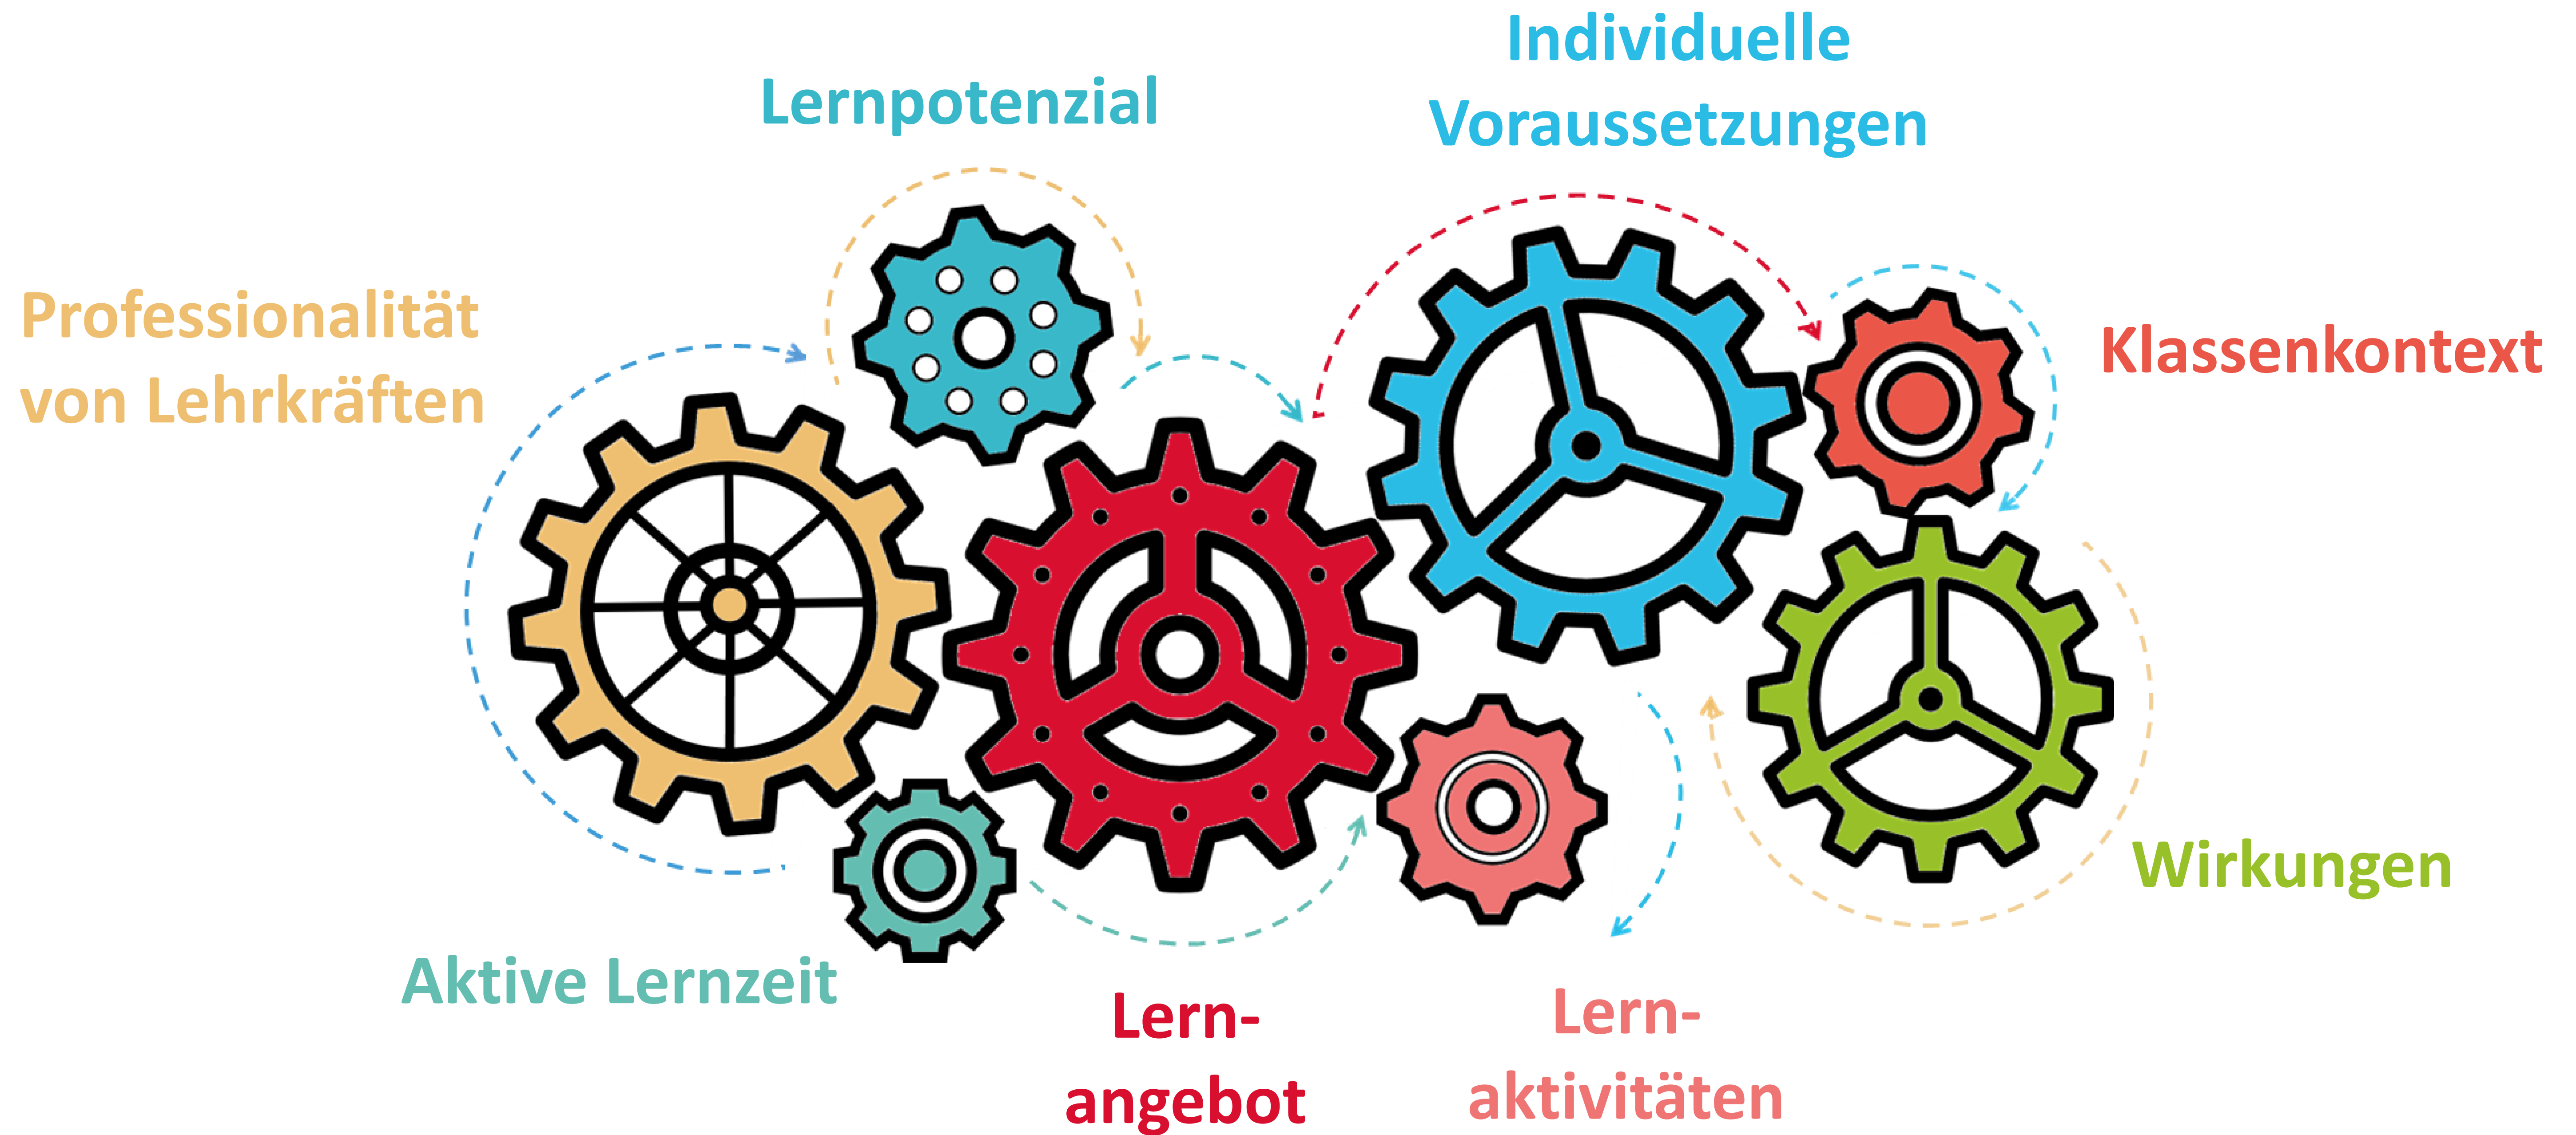 Individuelle
Voraussetzungen
Lernpotenzial
Professionalität
von Lehrkräften
Klassenkontext
Wirkungen
Aktive Lernzeit
Lern-
angebot
Lern-
aktivitäten